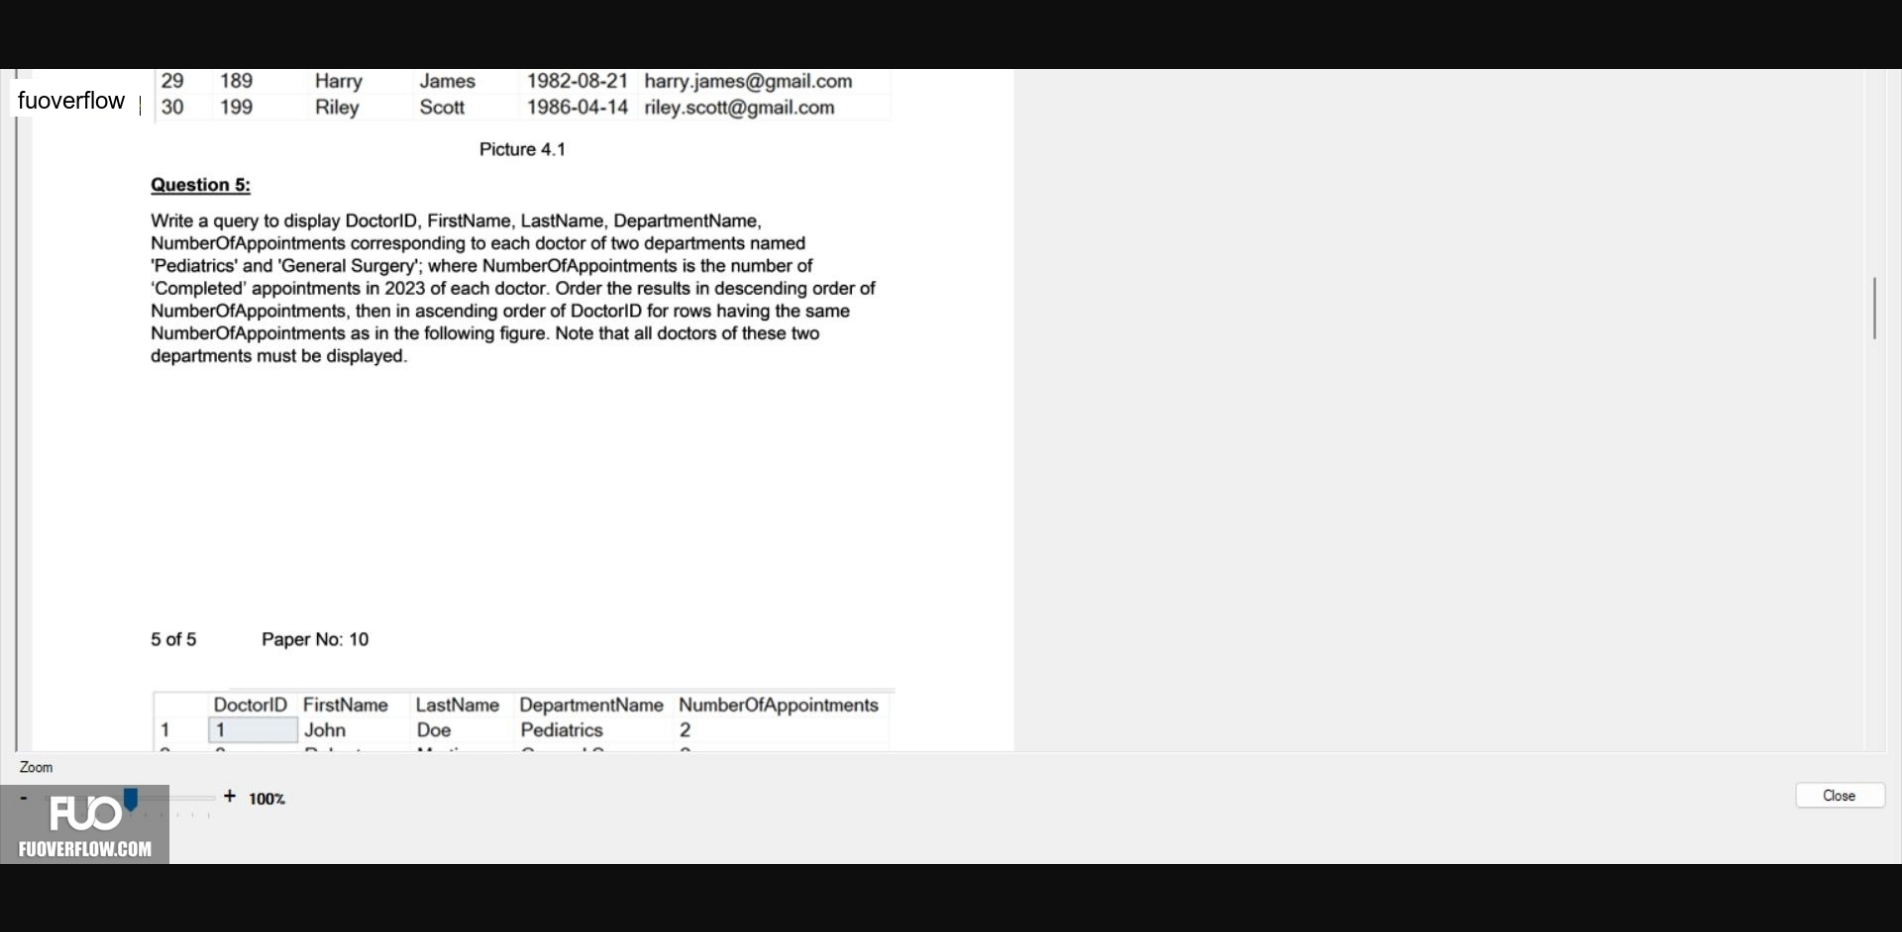 29 189 Harry James 1982-08-21 harry.james@gmail.com
fuoverflow
30 199 Riley Scott 1986-04-14 riley.scott@gmail.com
Picture 4.1
Question 5:
Write a query to display DoctorID, FirstName, LastName, DepartmentName,
NumberOfAppointments corresponding to each doctor of two departments named
'Pediatrics' and 'General Surgery'; where NumberOfAppointments is the number of
‘Completed’ appointments in 2023 of each doctor. Order the results in descending order of
NumberOfAppointments, then in ascending order of DoctorID for rows having the same
NumberOfAppointments as in the following figure. Note that all doctors of these two
departments must be displayed.
5 of 5 Paper No: 10
DoctorID FirstName LastName DepartmentName NumberOfAppointments
1 1 John Doe Pediatrics 2
Zoom
- + 100%
Close
FUO
FUOVERFLOW.COM